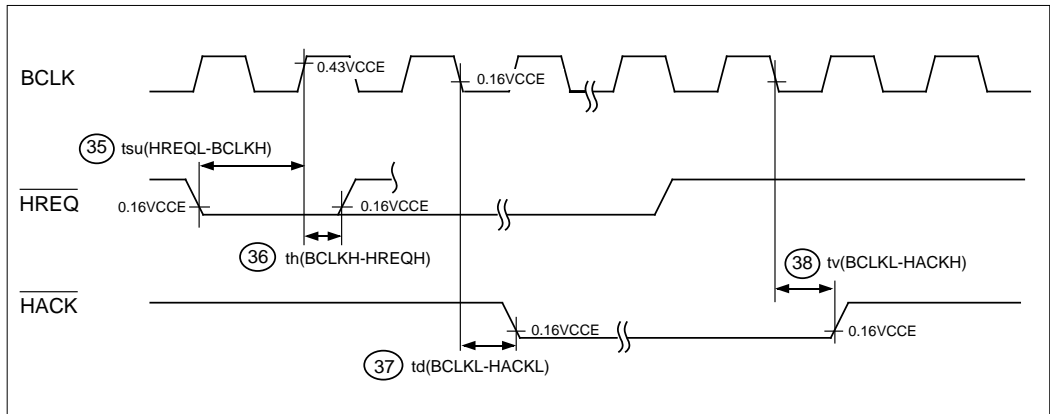 BCLK
0.43VCCE
0.16VCCE
35 tsu(HREQL-BCLKH)
HREQ
0.16VCCE
0.16VCCE
36 th(BCLKH-HREQH)
38 tv(BCLKL-HACKH)
HACK
0.16VCCE
0.16VCCE
37 td(BCLKL-HACKL)